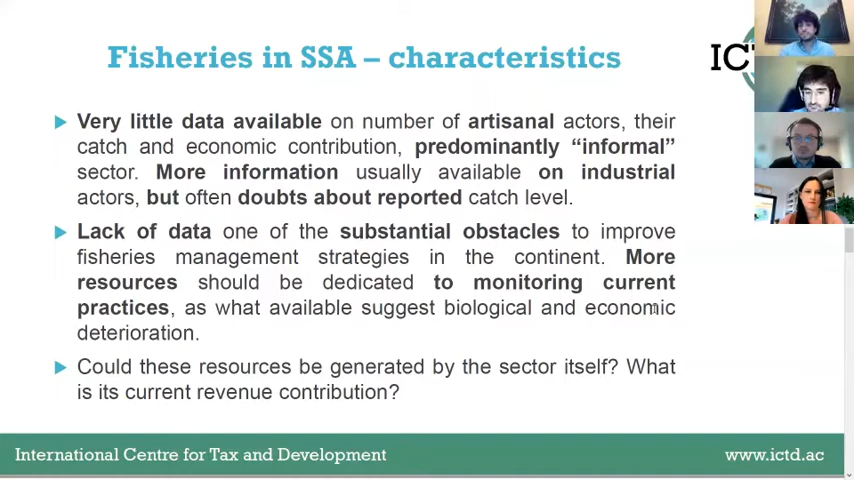 Fisheries in SSA – characteristics
IC
Very little data available on number of artisanal actors, their
catch and economic contribution, predominantly “informal”
sector. More information usually available on industrial
actors, but often doubts about reported catch level.
Lack of data one of the substantial obstacles to improve
fisheries management strategies in the continent. More
resources should be dedicated to monitoring current
practices, as what available suggest biological and economic
deterioration.
Could these resources be generated by the sector itself? What
is its current revenue contribution?
International Centre for Tax and Development
www.ictd.ac